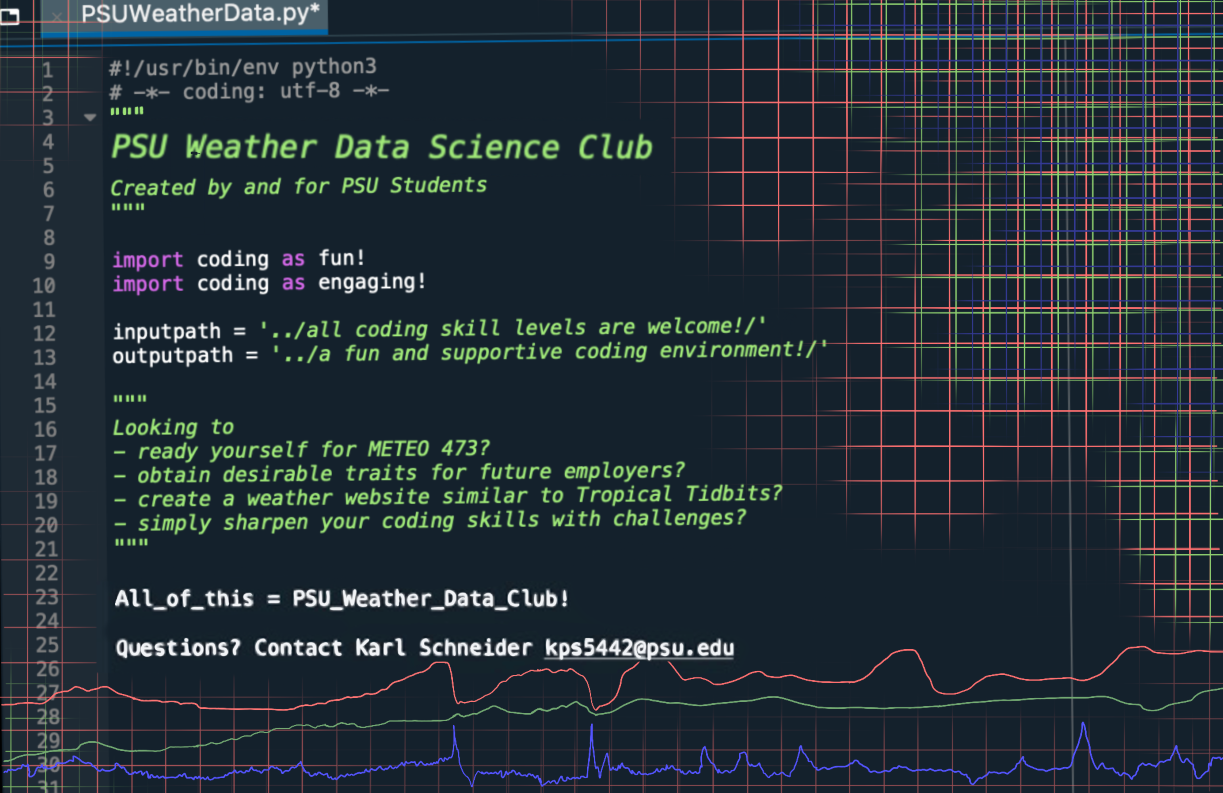 PSUWeatherData.py*
1 #!/usr/bin/env python3
2 # -*- coding: utf-8 -*-
3 """
4 PSU Weather Data Science Club
5
6 Created by and for PSU Students
7 """
8
9 import coding as fun!
10 import coding as engaging!
11
12 inputpath = '../all coding skill levels are welcome!/'
13 outputpath = '../a fun and supportive coding environment!/'
14
15 """
16 Looking to
17 - ready yourself for METEO 473?
18 - obtain desirable traits for future employers?
19 - create a weather website similar to Tropical Tidbits?
20 - simply sharpen your coding skills with challenges?
21 """
22
23 All_of_this = PSU_Weather_Data_Club!
24
25 Questions? Contact Karl Schneider kps5442@psu.edu
26
27
28
29
30
31